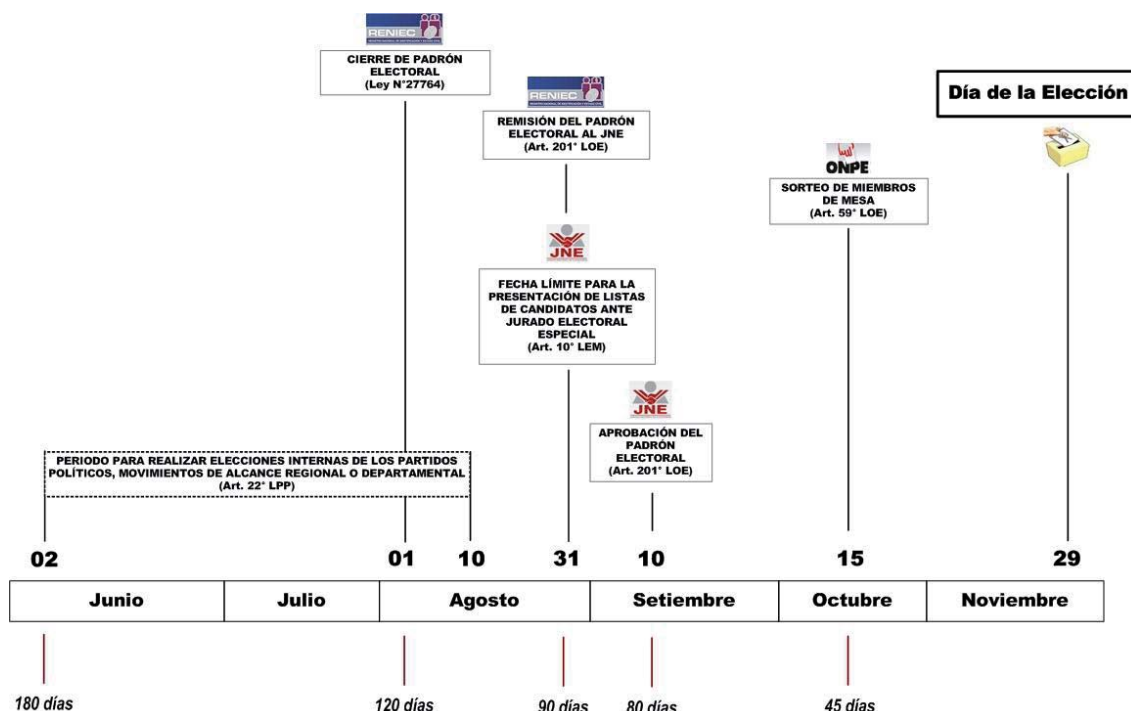 RENIEC
CIERRE DE PADRÓN
ELECTORAL
(Ley N°27764)
RENIEC
REMISIÓN DEL PADRÓN
ELECTORAL AL JNE
(Art. 201° LOE)
Día de la Elección
ONPE
SORTEO DE MIEMBROS
DE MESA
(Art. 59° LOE)
JNE
FECHA LÍMITE PARA LA
PRESENTACIÓN DE LISTAS
DE CANDIDATOS ANTE
JURADO ELECTORAL
ESPECIAL
(Art. 10° LEM)
JNE
APROBACIÓN DEL
PADRÓN
ELECTORAL
(Art. 201° LOE)
PERIODO PARA REALIZAR ELECCIONES INTERNAS DE LOS PARTIDOS
POLÍTICOS, MOVIMIENTOS DE ALCANCE REGIONAL O DEPARTAMENTAL
(Art. 22° LPP)
02 01 10 31 10 15 29
Junio Julio Agosto Setiembre Octubre Noviembre
180 días 120 días 90 días 80 días 45 días